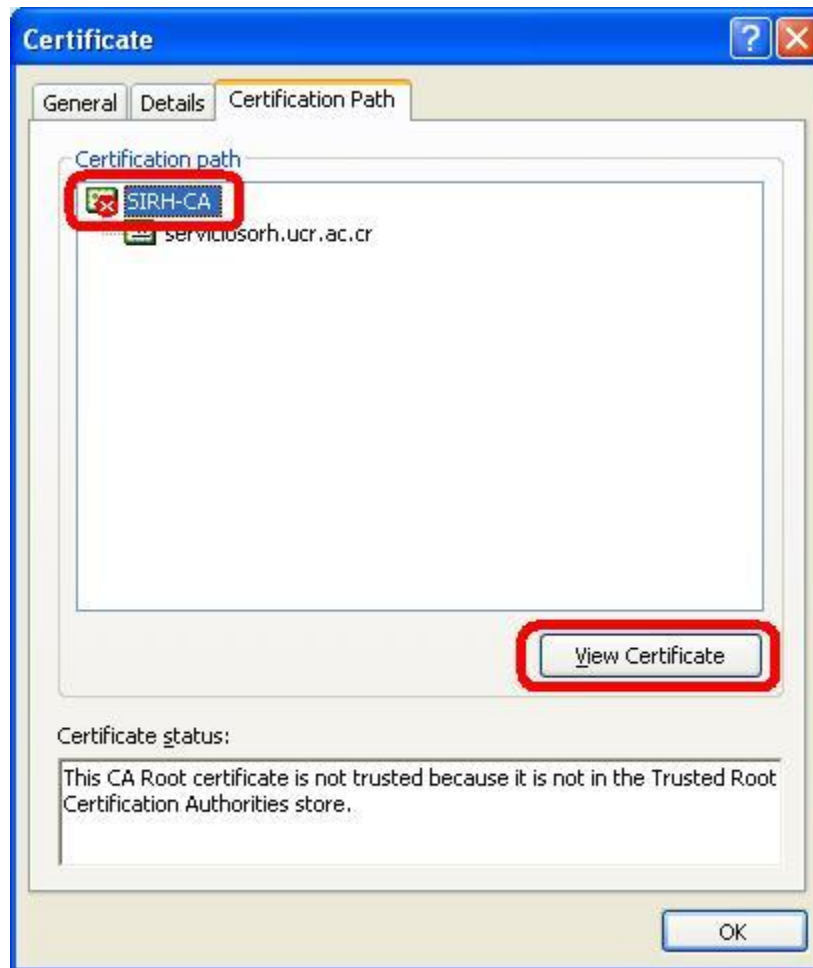 Certificate
General Details Certification Path
Certification path
SIRH-CA
serviciosorh.ucr.ac.cr
View Certificate
Certificate status:
This CA Root certificate is not trusted because it is not in the Trusted Root
Certification Authorities store.
OK